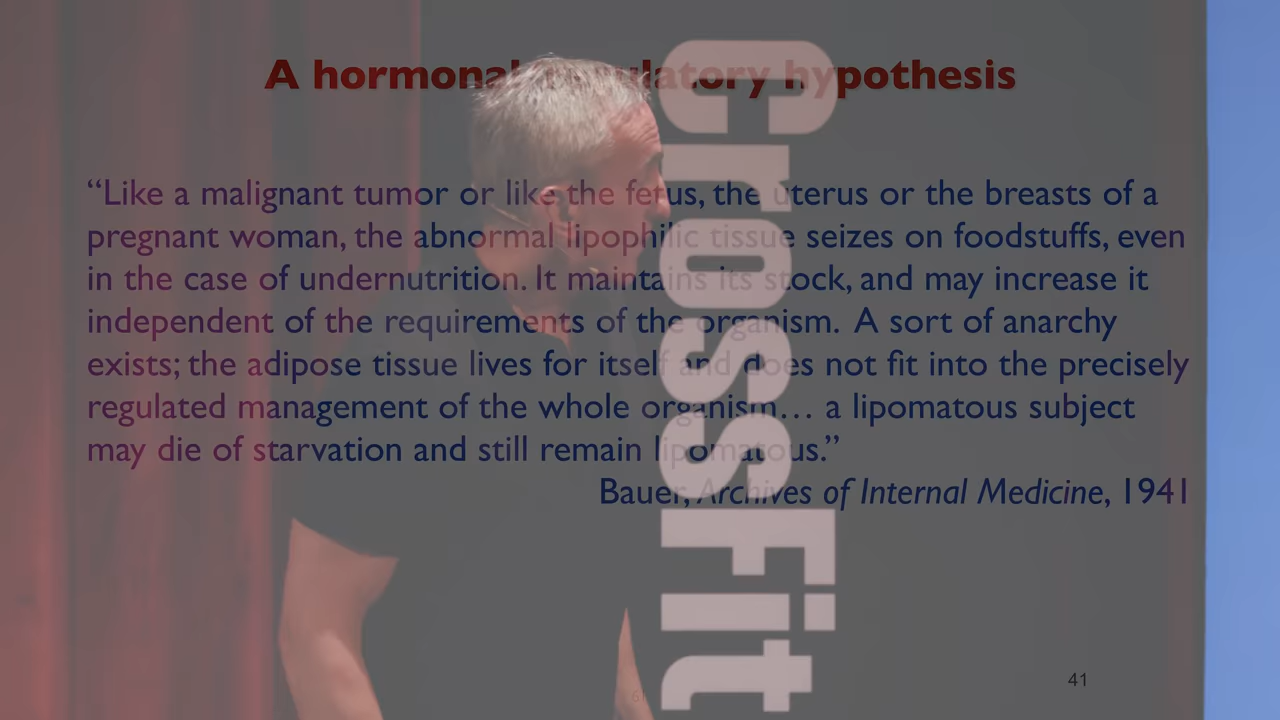 A hormonal regulatory hypothesis
“Like a malignant tumor or like the fetus, the uterus or the breasts of a
pregnant woman, the abnormal lipophilic tissue seizes on foodstuffs, even
in the case of undernutrition. It maintains its stock, and may increase it
independent of the requirements of the organism. A sort of anarchy
exists; the adipose tissue lives for itself and does not fit into the precisely
regulated management of the whole organism… a lipomatous subject
may die of starvation and still remain lipomatous.”
Bauer, Archives of Internal Medicine, 1941
CrossFit
41